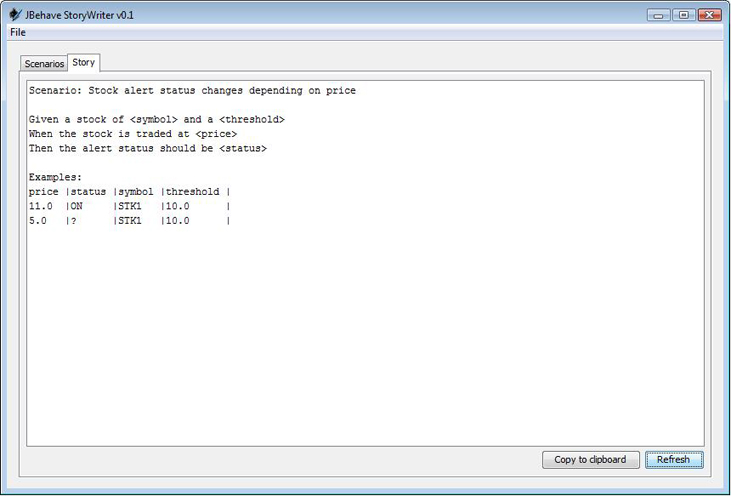 JBehave StoryWriter v0.1
File
Scenarios Story
Scenario: Stock alert status changes depending on price
Given a stock of <symbol> and a <threshold>
When the stock is traded at <price>
Then the alert status should be <status>
Examples:
price |status |symbol |threshold |
11.0 |ON |STK1 |10.0 |
5.0 |? |STK1 |10.0 |
Copy to clipboard Refresh